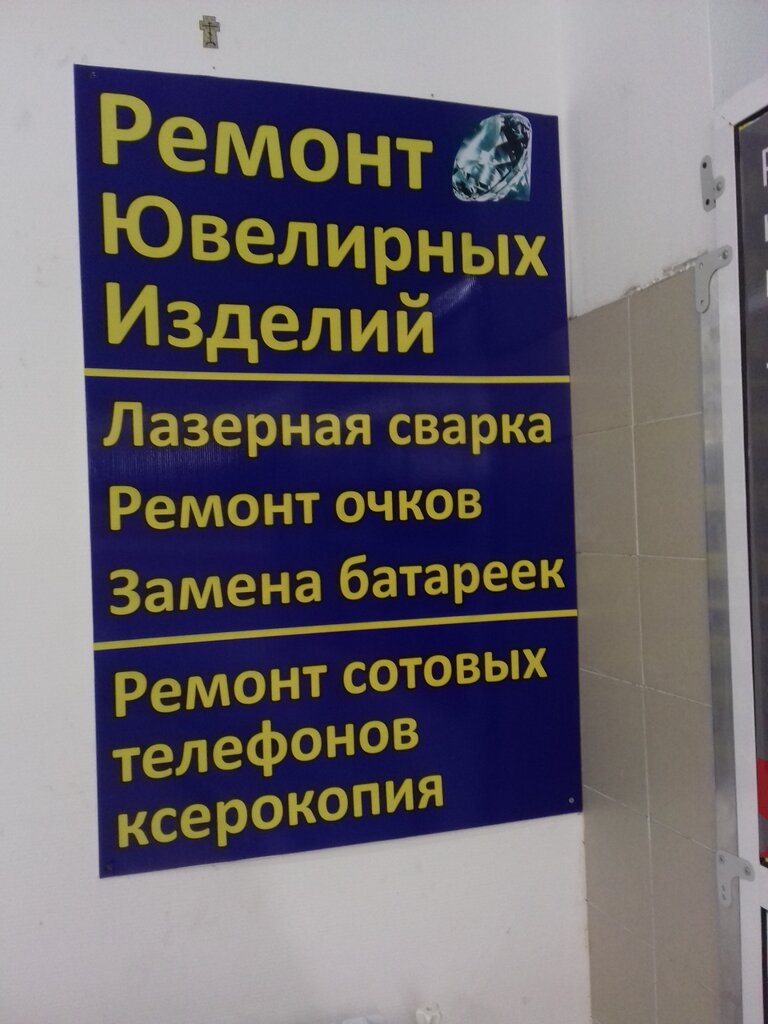 Ремонт
Ювелирных
Изделий
Лазерная сварка
Ремонт очков
Замена батареек
Ремонт сотовых
телефонов
ксерокопия